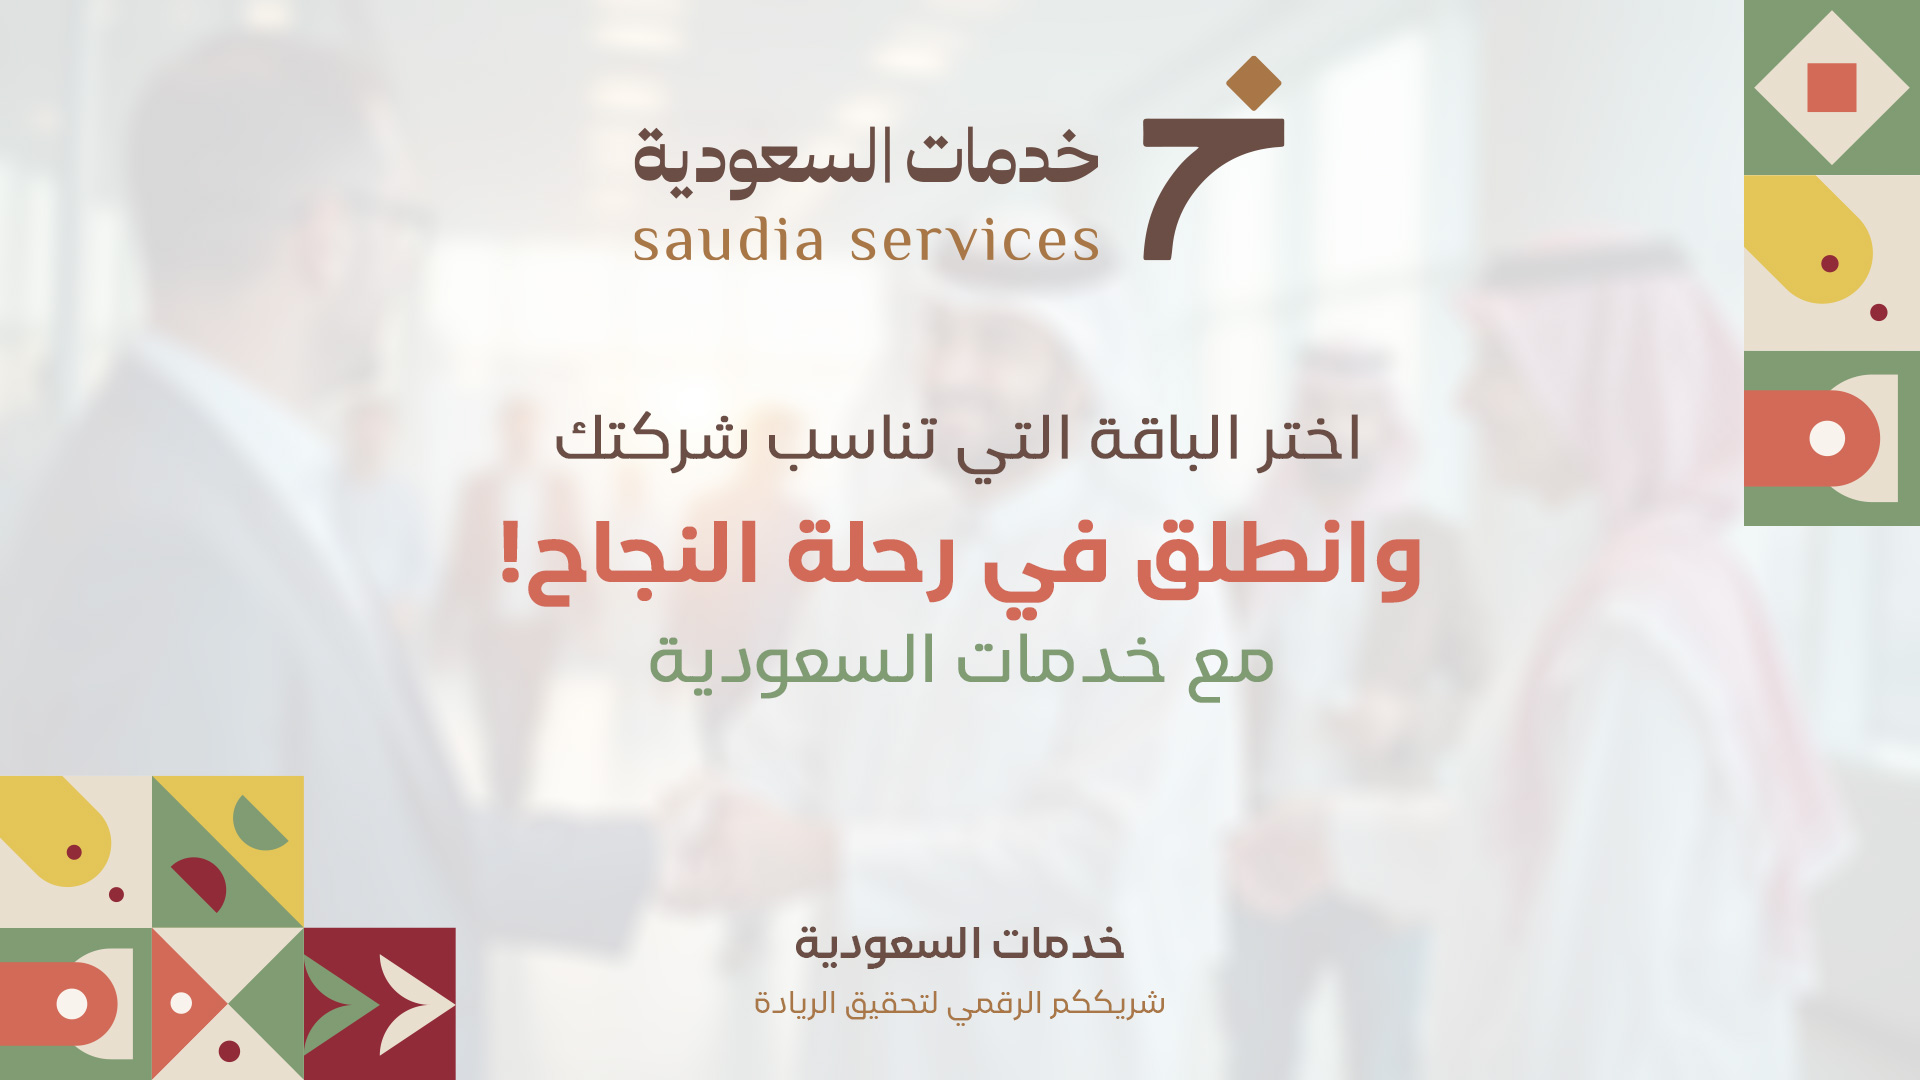 خدمات السعودية
saudia services
اختر الباقة التي تناسب شركتك
وانطلق في رحلة النجاح!
مع خدمات السعودية
خدمات السعودية
شريككم الرقمي لتحقيق الريادة